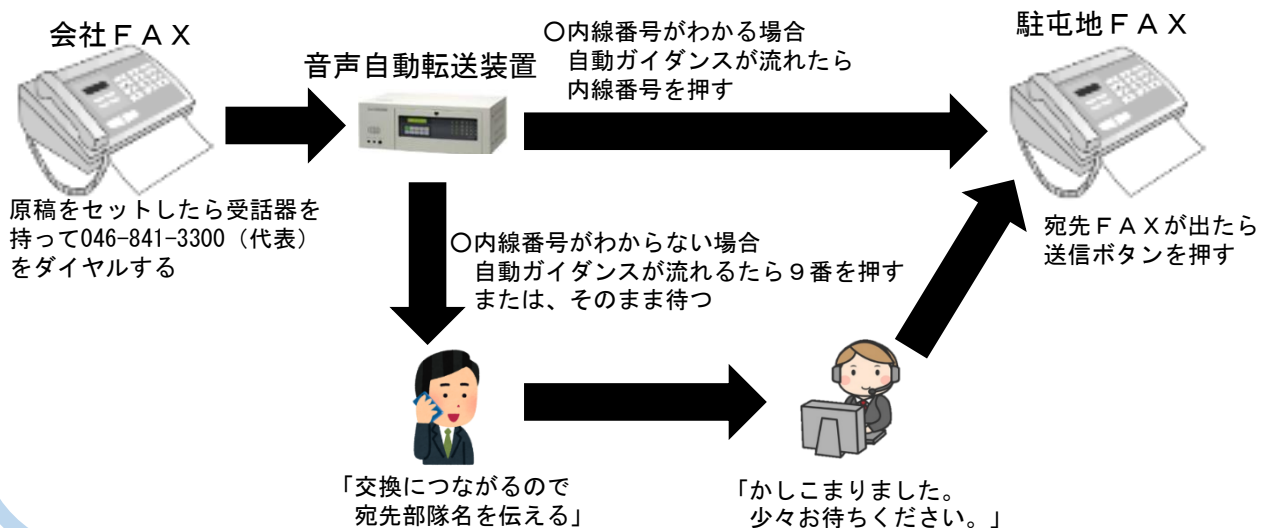 会社ＦＡＸ
音声自動転送装置
〇内線番号がわかる場合
自動ガイダンスが流れたら
内線番号を押す
駐屯地ＦＡＸ
原稿をセットしたら受話器を
持って046-841-3300（代表）
をダイヤルする
〇内線番号がわからない場合
自動ガイダンスが流れるたら９番を押す
または、そのまま待つ
宛先ＦＡＸが出たら
送信ボタンを押す
「交換につながるので
宛先部隊名を伝える」
「かしこまりました。
少々お待ちください。」